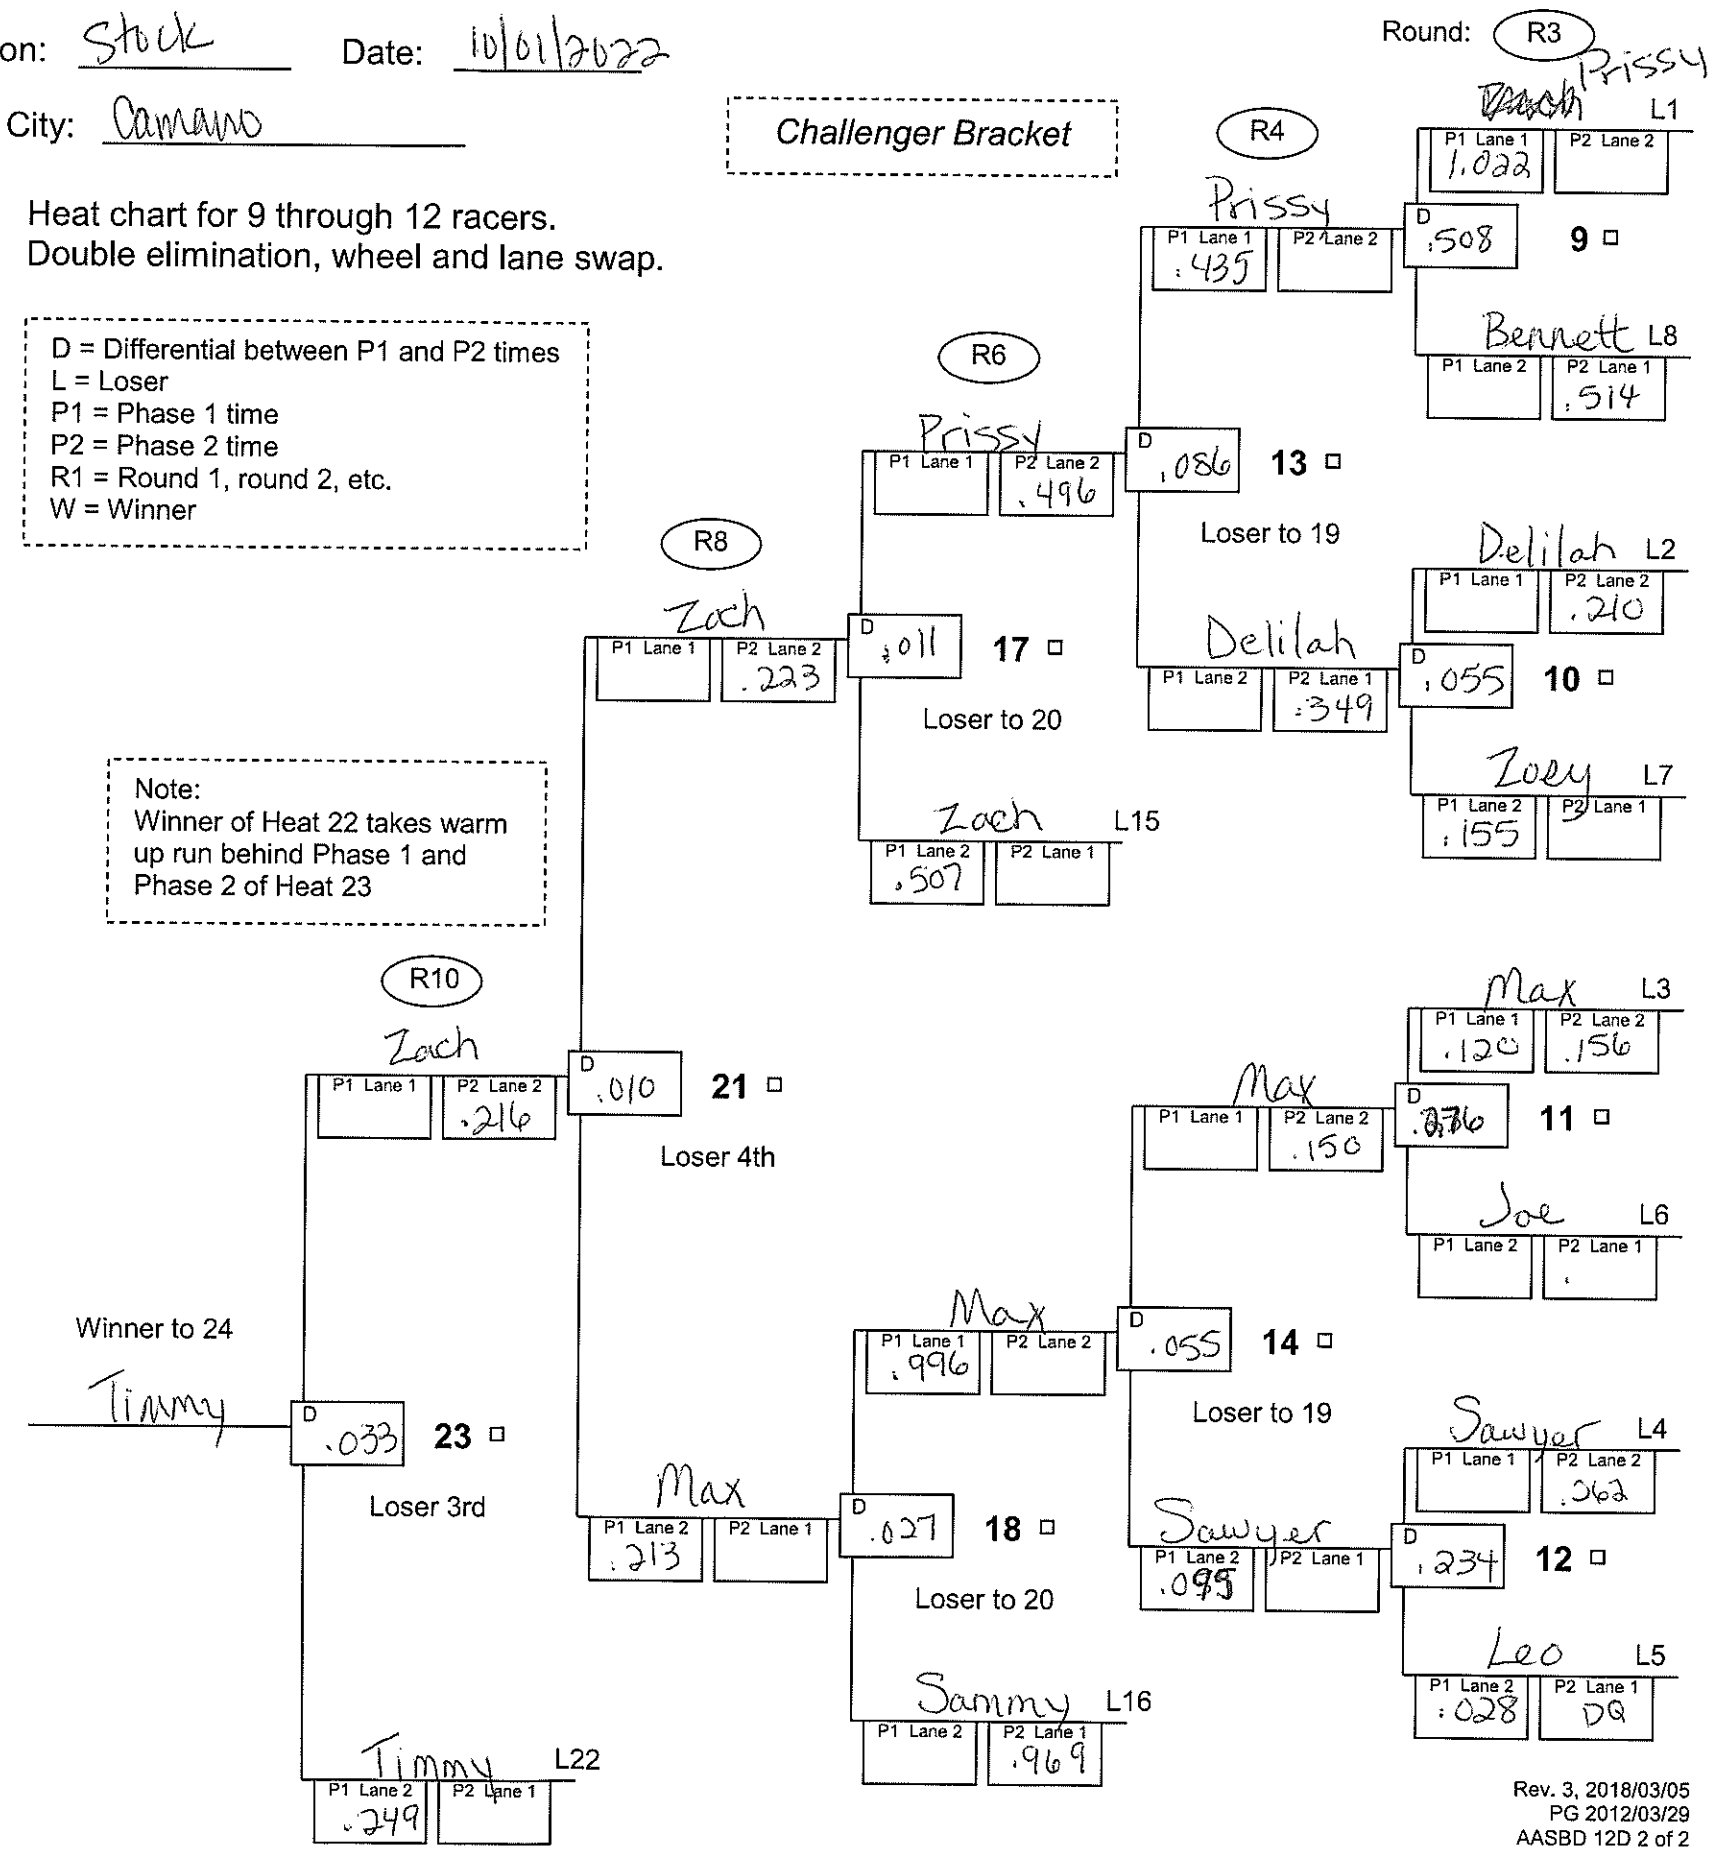 on: Stock Date: 10/01/2022
Round: R3
City: Camano
Challenger Bracket
Heat chart for 9 through 12 racers.
Double elimination, wheel and lane swap.
D = Differential between P1 and P2 times
L = Loser
P1 = Phase 1 time
P2 = Phase 2 time
R1 = Round 1, round 2, etc.
W = Winner
Note:
Winner of Heat 22 takes warm
up run behind Phase 1 and
Phase 2 of Heat 23
Prissy L1
P1 Lane 1 P2 Lane 2
1.022
D .508 9
Bennett L8
P1 Lane 2 P2 Lane 1
.514
Delilah L2
P1 Lane 1 P2 Lane 2
.210
D .055 10
Zoey L7
P1 Lane 2 P2 Lane 1
.155
Max L3
P1 Lane 1 P2 Lane 2
.120 .156
D 11
Joe L6
P1 Lane 2 P2 Lane 1
Sawyer L4
P1 Lane 1 P2 Lane 2
.262
D .234 12
Leo L5
P1 Lane 2 P2 Lane 1
.028 DQ
R4
Prissy
P1 Lane 1 P2 Lane 2
.435
D .086 13
Loser to 19
Delilah
P1 Lane 2 P2 Lane 1
.349
Max
P1 Lane 1 P2 Lane 2
.150
D .055 14
Loser to 19
Sawyer
P1 Lane 2 P2 Lane 1
R6
Prissy
P1 Lane 1 P2 Lane 2
.496
D .011 17
Loser to 20
Zach L15
P1 Lane 2 P2 Lane 1
.507
Max
P1 Lane 1 P2 Lane 2
.996
D .027 18
Loser to 20
Sammy L16
P1 Lane 2 P2 Lane 1
.969
R8
Zach
P1 Lane 1 P2 Lane 2
.223
D .010 21
Loser 4th
Max
P1 Lane 2 P2 Lane 1
.213
R10
Zach
P1 Lane 1 P2 Lane 2
.216
D .033 23
Loser 3rd
Timmy L22
P1 Lane 2 P2 Lane 1
.249
Winner to 24
Timmy
Rev. 3, 2018/03/05
PG 2012/03/29
AASBD 12D 2 of 2